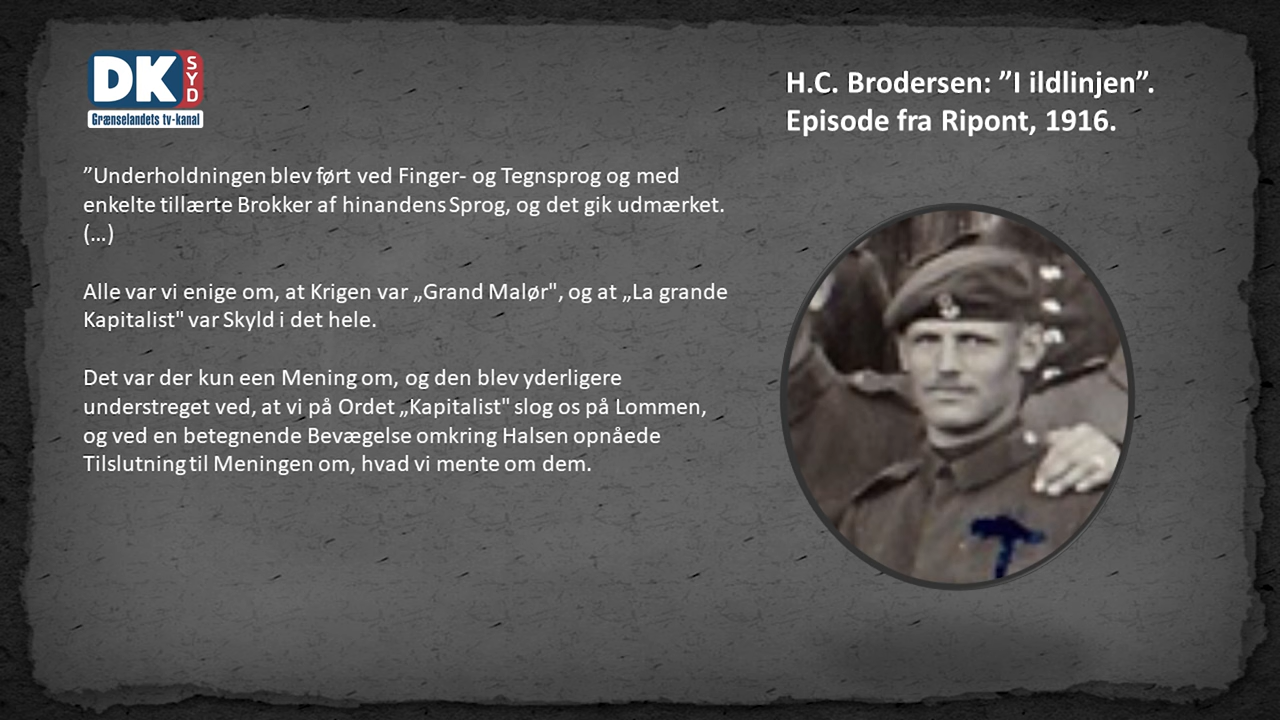 DK
SYD
Grænselandets tv-kanal
H.C. Brodersen: ”I ildlinjen”.
Episode fra Ripont, 1916.
”Underholdningen blev ført ved Finger- og Tegnsprog og med
enkelte tillærte Brokker af hinandens Sprog, og det gik udmærket.
(…)
Alle var vi enige om, at Krigen var „Grand Malør", og at „La grande
Kapitalist" var Skyld i det hele.
Det var der kun een Mening om, og den blev yderligere
understreget ved, at vi på Ordet „Kapitalist" slog os på Lommen,
og ved en betegnende Bevægelse omkring Halsen opnåede
Tilslutning til Meningen om, hvad vi mente om dem.